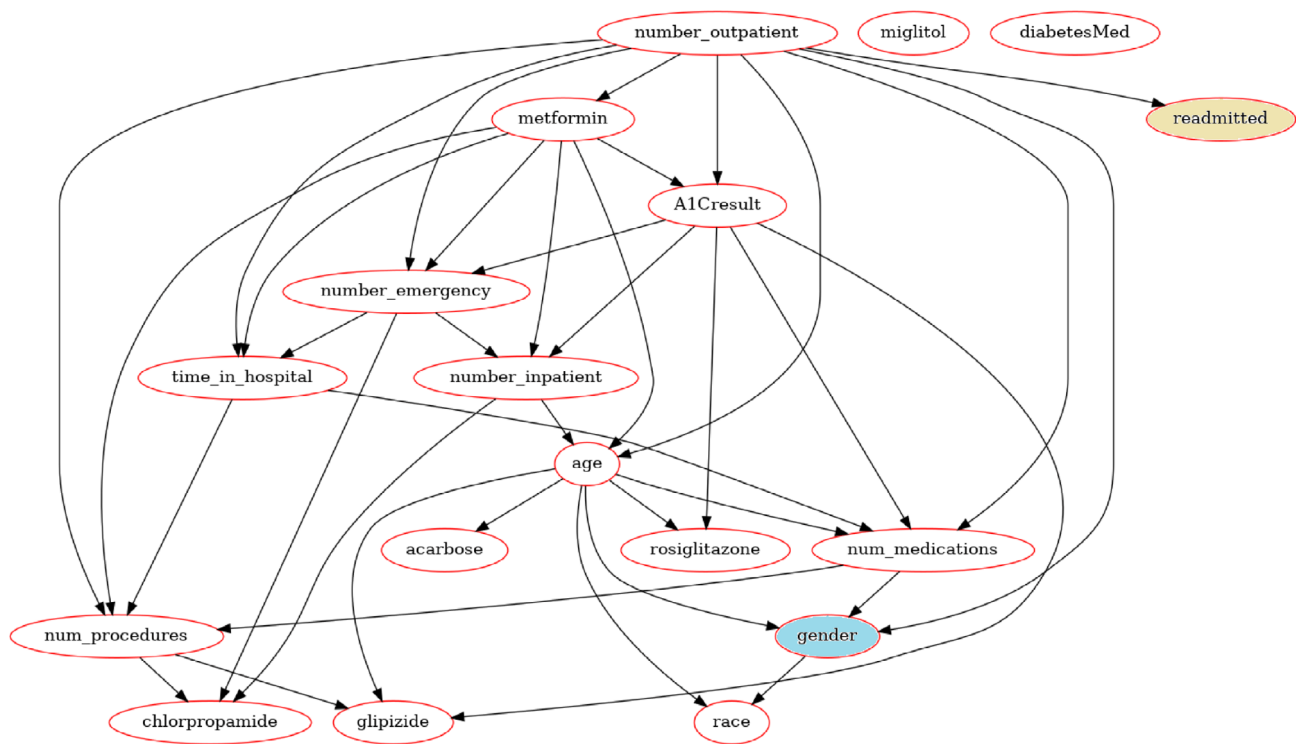 number_outpatient
miglitol
diabetesMed
metformin
readmitted
A1Cresult
number_emergency
time_in_hospital
number_inpatient
age
acarbose
rosiglitazone
num_medications
num_procedures
gender
chlorpropamide
glipizide
race